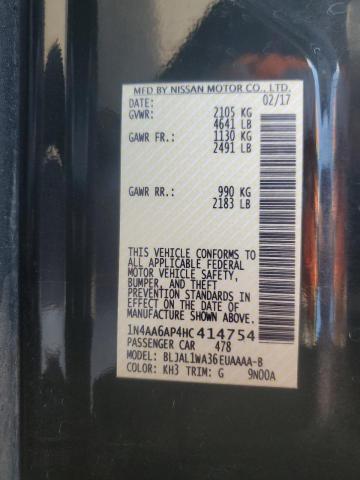 MFD BY NISSAN MOTOR CO., LTD.
DATE: 02/17
GVWR: 2105 KG
4641 LB
GAWR FR.: 1130 KG
2491 LB
GAWR RR.: 990 KG
2183 LB
THIS VEHICLE CONFORMS TO
ALL APPLICABLE FEDERAL
MOTOR VEHICLE SAFETY,
BUMPER, AND THEFT
PREVENTION STANDARDS IN
EFFECT ON THE DATE OF
MANUFACTURE SHOWN ABOVE.
1N4AA6AP4HC414754
PASSENGER CAR 478
MODEL: BLJAL1WA36EUAAAA-B
COLOR: KH3 TRIM: G 9N00A